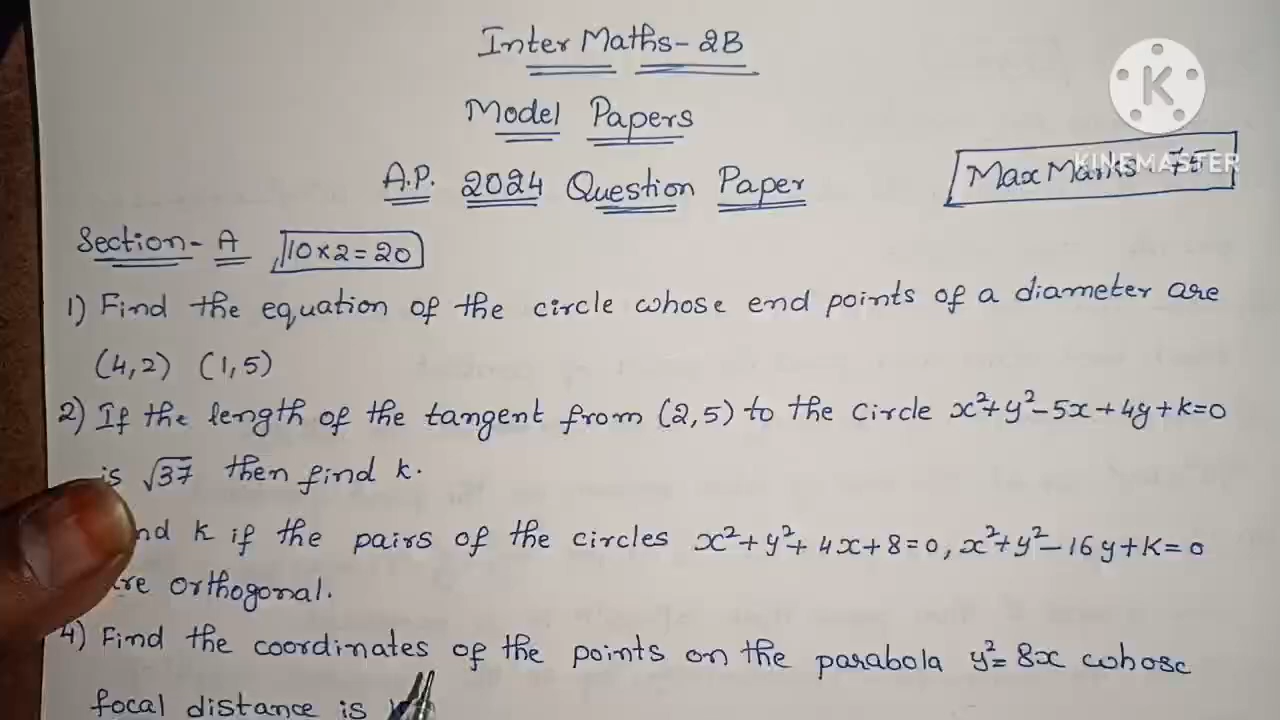 Inter Maths-2B
K
Model Papers
A.P. 2024 Question Paper
Max Marks - 75
KINEMASTER
Section-A 10×2=20
1) Find the equation of the circle whose end points of a diameter are
(4,2) (1,5)
2) If the length of the tangent from (2,5) to the circle x²+y²-5x+4y+k=0
is √37 then find k.
nd k if the pairs of the circles x²+y²+4x+8=0, x²+y²-16y+k=0
are orthogonal.
4) Find the coordinates of the points on the parabola y²=8x whose
focal distance is